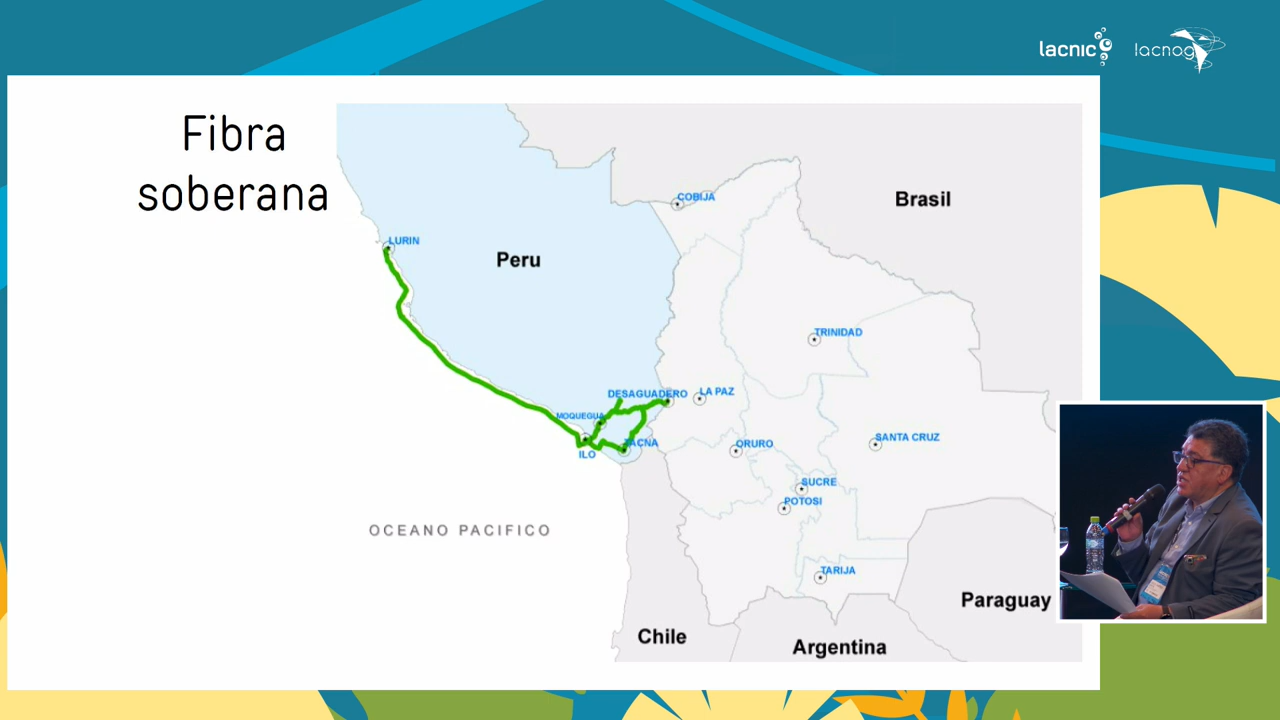 lacnic
lacnog
Fibra
soberana
COBIJA
Brasil
LURIN
Peru
TRINIDAD
DESAGUADERO
LA PAZ
MOQUEGUA
TACNA
ILO
ORURO
SANTA CRUZ
SUCRE
POTOSI
OCEANO PACIFICO
TARIJA
Paraguay
Chile
Argentina